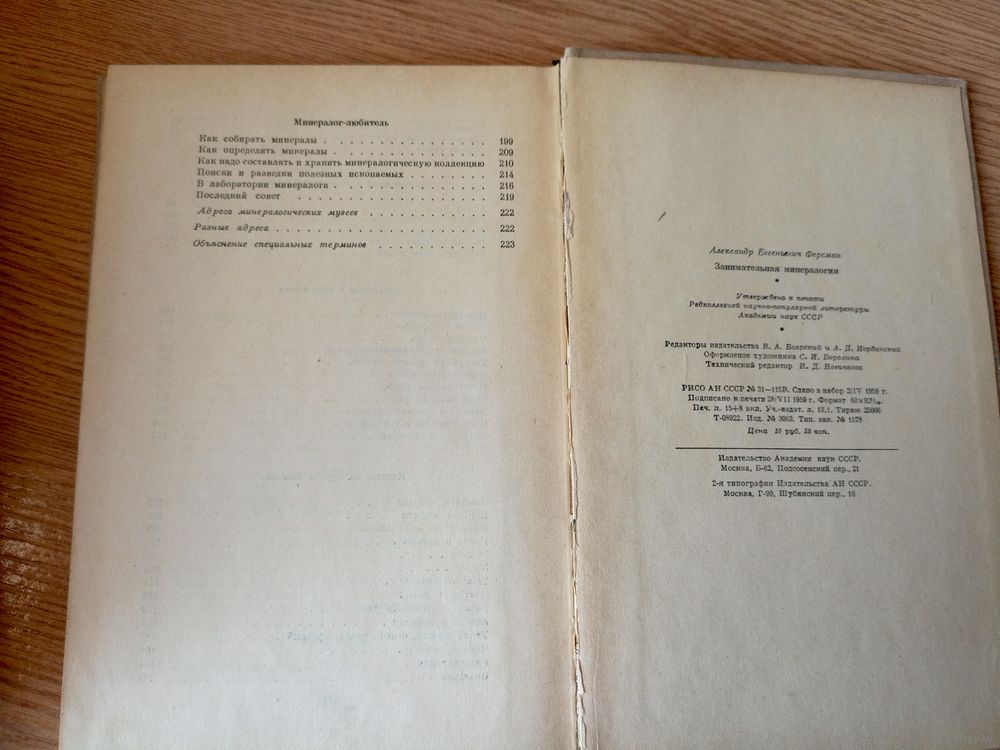 Минералог-любитель
Как собирать минералы . . . . . . . . . . . . . . . 199
Как определять минералы . . . . . . . . . . . . . . 209
Как надо составлять и хранить минералогическую коллекцию 210
Поиски и разведки полезных ископаемых . . . . . . . 214
В лаборатории минералога . . . . . . . . . . . . . . 216
Последний совет . . . . . . . . . . . . . . . . . . 219
Адреса минералогических музеев . . . . . . . . . . . 222
Разные адреса . . . . . . . . . . . . . . . . . . . 222
Объяснение специальных терминов . . . . . . . . . . 223
Александр Евгеньевич Ферсман
Занимательная минералогия
*
Утверждено к печати
Редколлегией научно-популярной литературы
Академии наук СССР
*
Редакторы издательства В. А. Боярский и А. Д. Иорданский
Оформление художника С. И.
Технический редактор Н. Д. Новичкова
РИСО АН СССР № 31—115В. Сдано в набор 2/IV 1959 г.
Подписано к печати 28/VII 1959 г. Формат 60×92¹/₁₆.
Печ. л. 15+8 вкл. Уч.-издат. л. 13,1. Тираж 25000
Т-08922. Изд. № 3063. Тип. зак. № 1578
Цена 10 руб. 35 коп.
Издательство Академии наук СССР.
Москва, Б-62, Подсосенский пер., 21
2-я типография Издательства АН СССР.
Москва, Г-99, Шубинский пер., 10